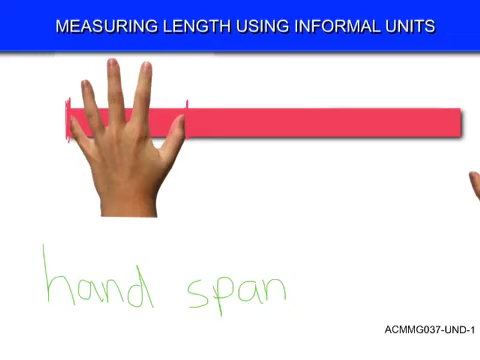 MEASURING LENGTH USING INFORMAL UNITS
hand span
ACMMG037-UND-1